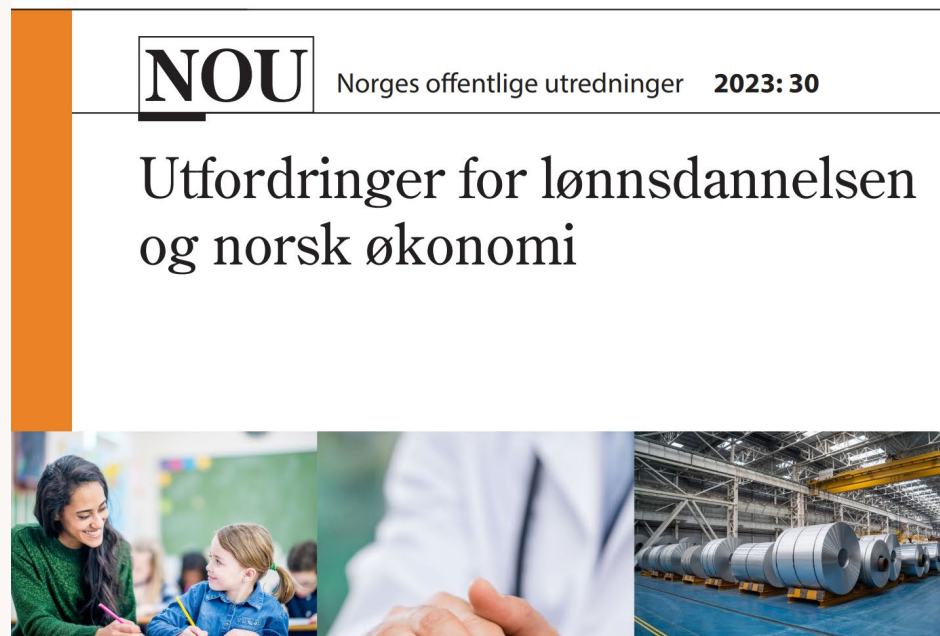 NOU Norges offentlige utredninger 2023: 30
Utfordringer for lønnsdannelsen
og norsk økonomi